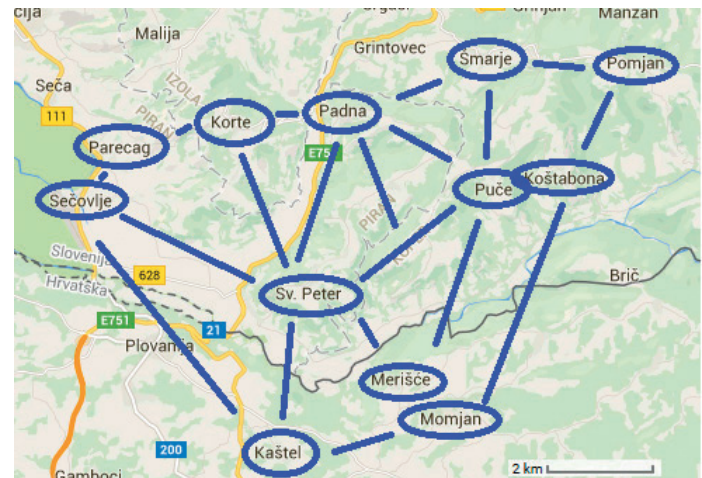 cija
Grintovec
Manzan
Malija
Šmarje
Pomjan
Seča
IZOLA
111
PIRAN
Korte
Padna
E751
Parecag
Puče
Koštabona
Sečovlje
PIRAN
Slovenija
Hrvatska
628
Sv. Peter
Brič
E751
21
Plovanija
Merišće
Momjan
200
Kaštel
2 km
Gamboci